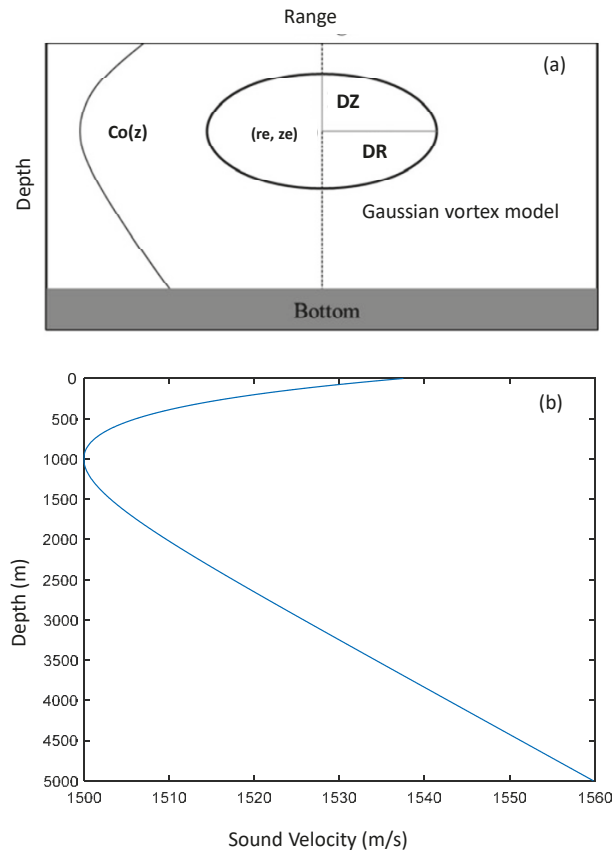 Range
(a)
DZ
Co(z)
(re, ze)
DR
Depth
Gaussian vortex model
Bottom
(b)
0
500
1000
1500
2000
2500
3000
3500
4000
4500
5000
Depth (m)
1500 1510 1520 1530 1540 1550 1560
Sound Velocity (m/s)